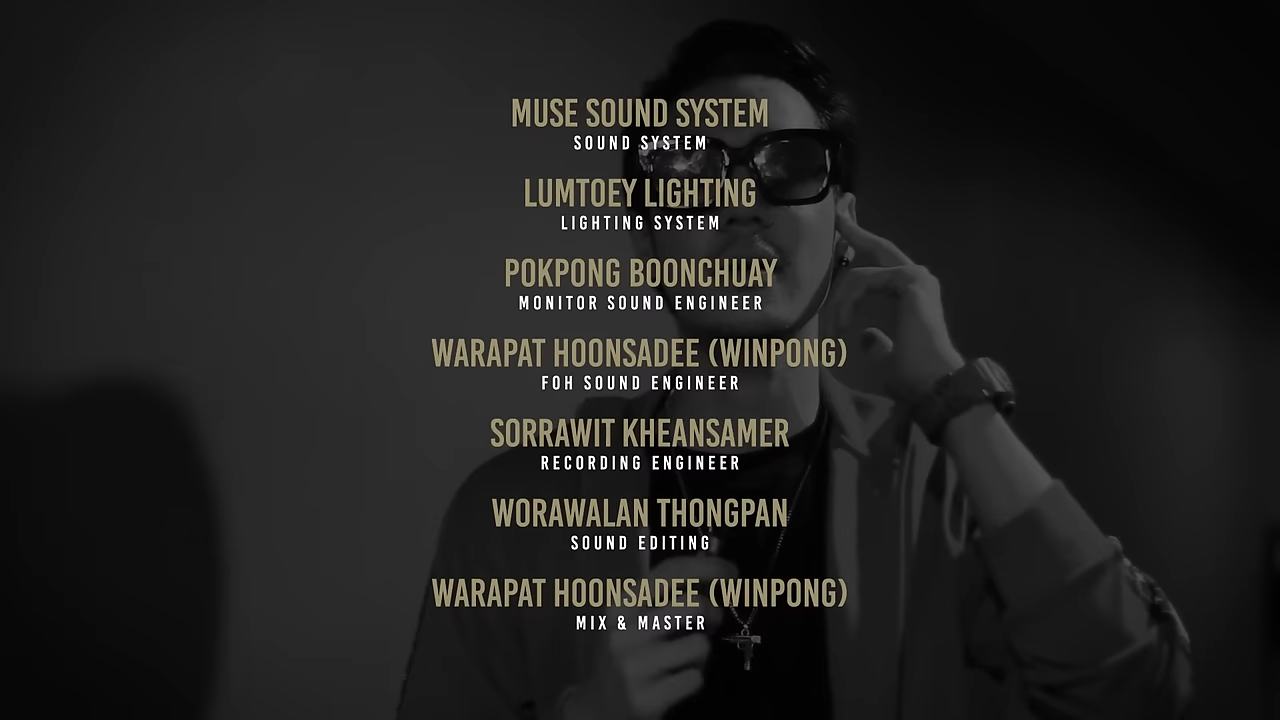 MUSE SOUND SYSTEM
SOUND SYSTEM
LUMTOEY LIGHTING
LIGHTING SYSTEM
POKPONG BOONCHUAY
MONITOR SOUND ENGINEER
WARAPAT HOONSADEE (WINPONG)
FOH SOUND ENGINEER
SORRAWIT KHEANSAMER
RECORDING ENGINEER
WORAWALAN THONGPAN
SOUND EDITING
WARAPAT HOONSADEE (WINPONG)
MIX & MASTER